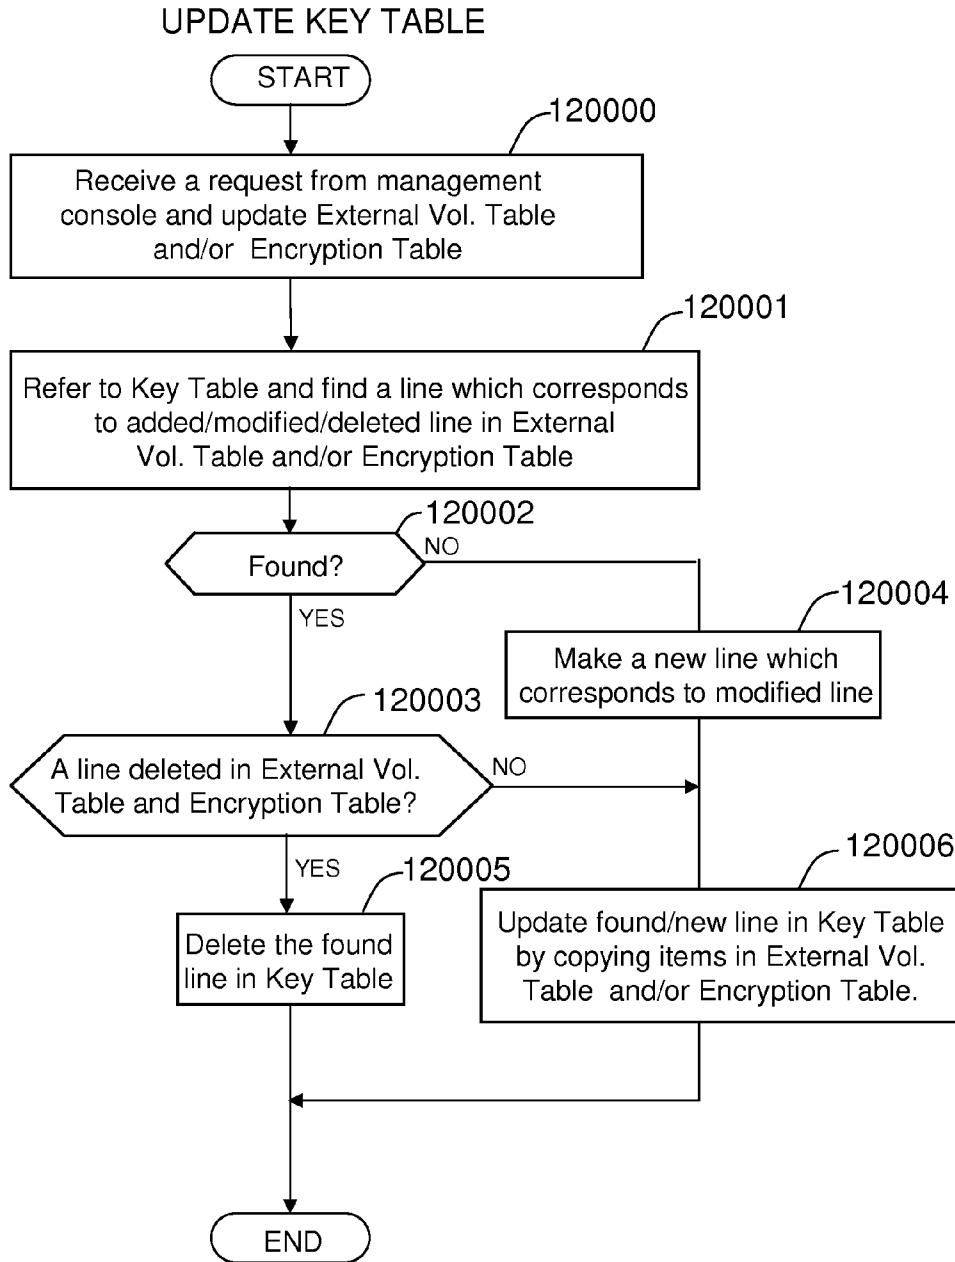 UPDATE KEY TABLE
START
120000
Receive a request from management
console and update External Vol. Table
and/or Encryption Table
120001
Refer to Key Table and find a line which corresponds
to added/modified/deleted line in External
Vol. Table and/or Encryption Table
120002
Found?
NO
YES
120004
Make a new line which
corresponds to modified line
120003
A line deleted in External Vol.
Table and Encryption Table?
NO
YES
120005
Delete the found
line in Key Table
120006
Update found/new line in Key Table
by copying items in External Vol.
Table and/or Encryption Table.
END